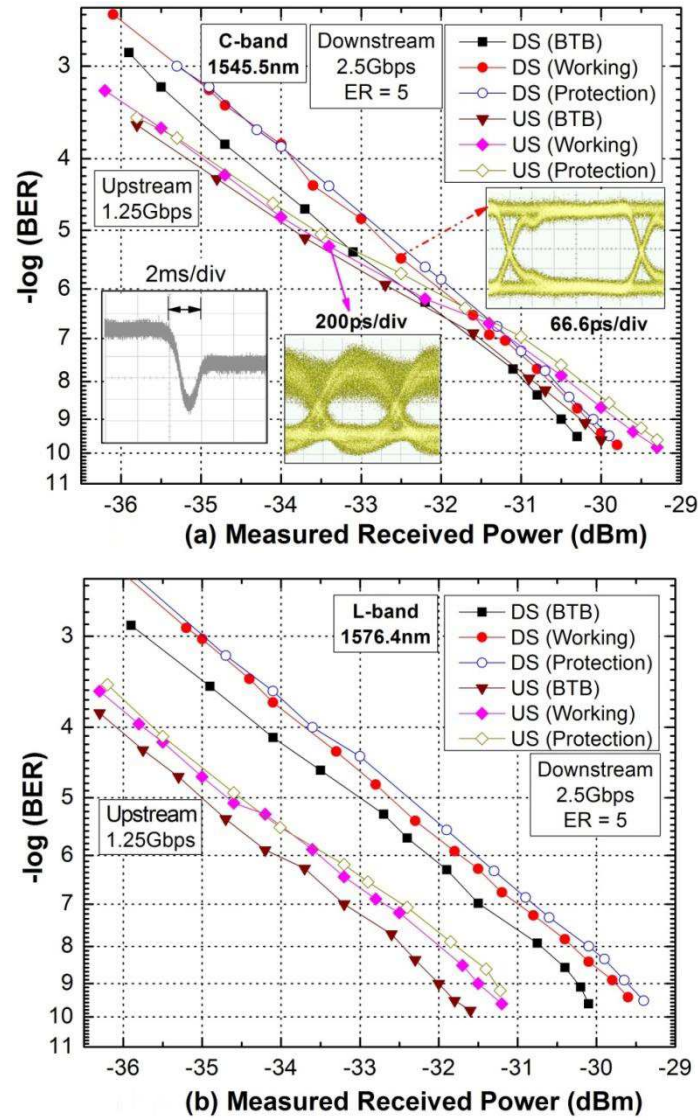 C-band
1545.5nm
Downstream
2.5Gbps
ER = 5
DS (BTB)
DS (Working)
DS (Protection)
US (BTB)
US (Working)
US (Protection)
Upstream
1.25Gbps
2ms/div
200ps/div
66.6ps/div
-log (BER)
3
4
5
6
7
8
9
10
11
-36 -35 -34 -33 -32 -31 -30 -29
(a) Measured Received Power (dBm)
L-band
1576.4nm
DS (BTB)
DS (Working)
DS (Protection)
US (BTB)
US (Working)
US (Protection)
Downstream
2.5Gbps
ER = 5
Upstream
1.25Gbps
-log (BER)
3
4
5
6
7
8
9
10
11
-36 -35 -34 -33 -32 -31 -30 -29
(b) Measured Received Power (dBm)